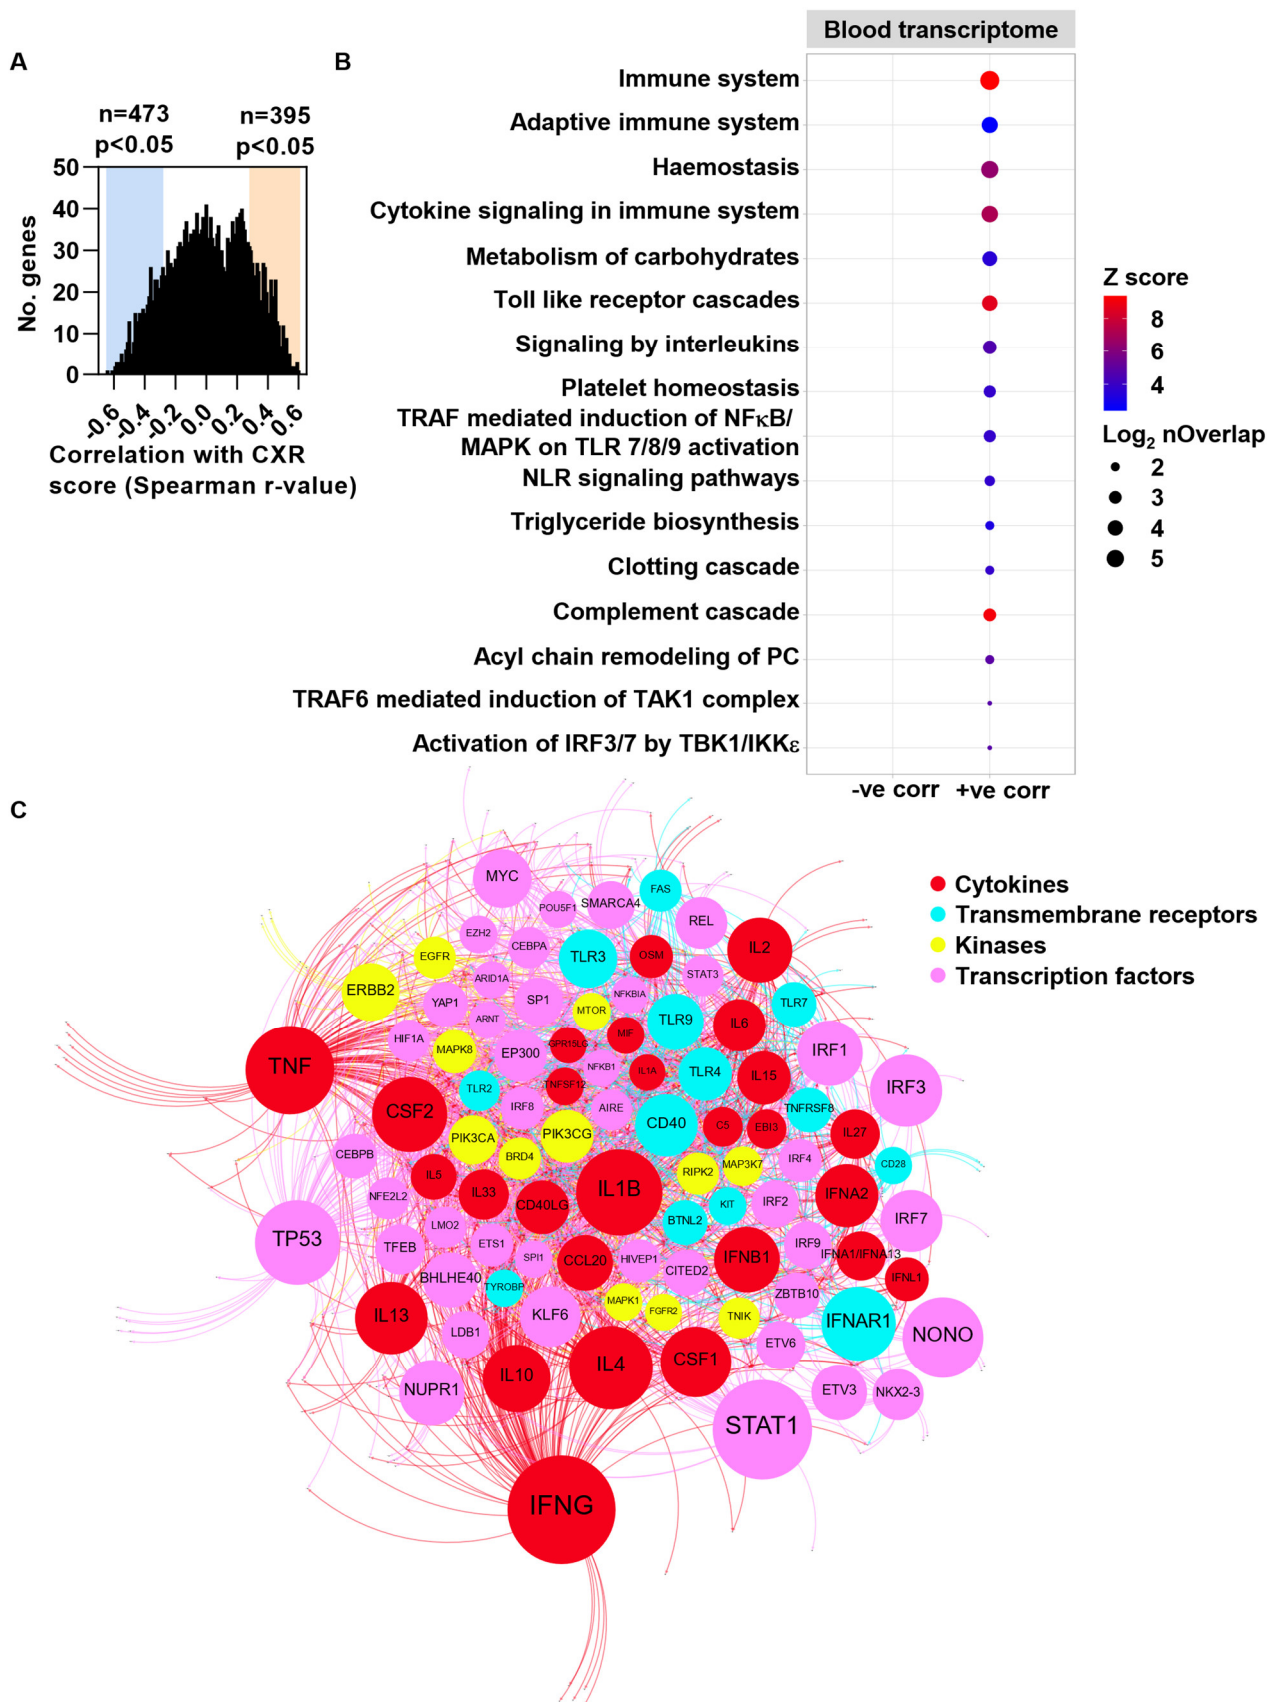 A
n=473
p<0.05
n=395
p<0.05
50
40
30
20
10
0
No. genes
-0.6
-0.4
-0.2
0.0
0.2
0.4
0.6
Correlation with CXR
score (Spearman r-value)
B
Blood transcriptome
Immune system
Adaptive immune system
Haemostasis
Cytokine signaling in immune system
Metabolism of carbohydrates
Toll like receptor cascades
Signaling by interleukins
Platelet homeostasis
TRAF mediated induction of NFκB/
MAPK on TLR 7/8/9 activation
NLR signaling pathways
Triglyceride biosynthesis
Clotting cascade
Complement cascade
Acyl chain remodeling of PC
TRAF6 mediated induction of TAK1 complex
Activation of IRF3/7 by TBK1/IKKε
-ve corr
+ve corr
Z score
8
6
4
Log₂ nOverlap
2
3
4
5
C
Cytokines
Transmembrane receptors
Kinases
Transcription factors
MYC
FAS
POU5F1
SMARCA4
REL
EZH2
CEBPA
IL2
EGFR
TLR3
OSM
STAT3
ERBB2
ARID1A
YAP1
SP1
NFKBIA
TLR7
MTOR
ARNT
TLR9
IL6
HIF1A
MIF
GPR15LG
MAPK8
EP300
IRF1
TNF
NFKB1
IL1A
TLR4
IL15
IRF3
TLR2
TNFSF12
CSF2
IRF8
AIRE
TNFRSF8
CD40
C5
EBI3
IL27
PIK3CA
PIK3CG
CEBPB
BRD4
RIPK2
MAP3K7
IRF4
CD28
IL5
NFE2L2
IL33
IL1B
CD40LG
KIT
IRF2
IFNA2
BTNL2
IRF7
LMO2
TP53
TFEB
ETS1
SPI1
CCL20
HIVEP1
CITED2
IFNB1
IRF9
IFNA1/IFNA13
IFNL1
BHLHE40
TYROBP
ZBTB10
MAPK1
FGFR2
TNIK
IFNAR1
IL13
KLF6
LDB1
NONO
ETV6
IL4
CSF1
IL10
NUPR1
ETV3
NKX2-3
STAT1
IFNG